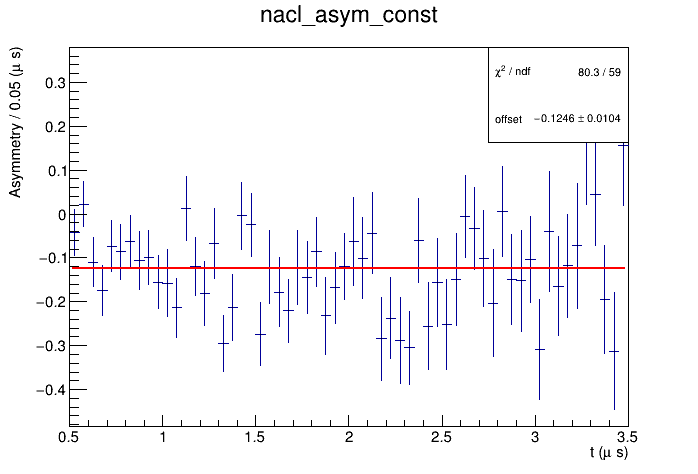 nacl_asym_const
Asymmetry / 0.05 (μ s)
χ² / ndf 80.3 / 59
offset −0.1246 ± 0.0104
0.3
0.2
0.1
0
−0.1
−0.2
−0.3
−0.4
0.5 1 1.5 2 2.5 3 3.5
t (μ s)